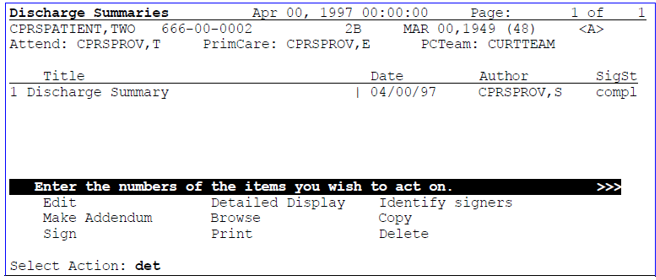 Discharge Summaries Apr 00, 1997 00:00:00 Page: 1 of 1
CPRSPATIENT,TWO 666-00-0002 2B MAR 00,1949 (48) <A>
Attend: CPRSPROV,T PrimCare: CPRSPROV,E PCTeam: CURTTEAM
Title Date Author SigSt
1 Discharge Summary | 04/00/97 CPRSPROV,S compl
Enter the numbers of the items you wish to act on. >>>
Edit Detailed Display Identify signers
Make Addendum Browse Copy
Sign Print Delete
Select Action: det